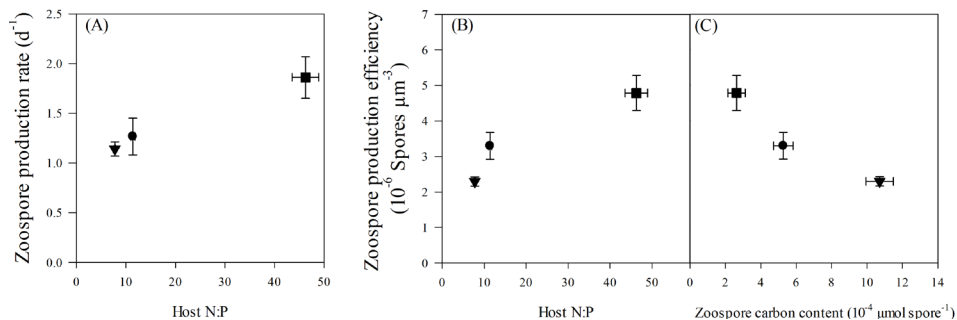 (A)
Zoospore production rate (d⁻¹)
2.5
2.0
1.5
1.0
0.5
0.0
0 10 20 30 40 50
Host N:P
(B)
Zoospore production efficiency
(10⁻⁶ Spores µm⁻³)
7
6
5
4
3
2
1
0
0 10 20 30 40 50
Host N:P
(C)
0 2 4 6 8 10 12 14
Zoospore carbon content (10⁻⁴ µmol spore⁻¹)